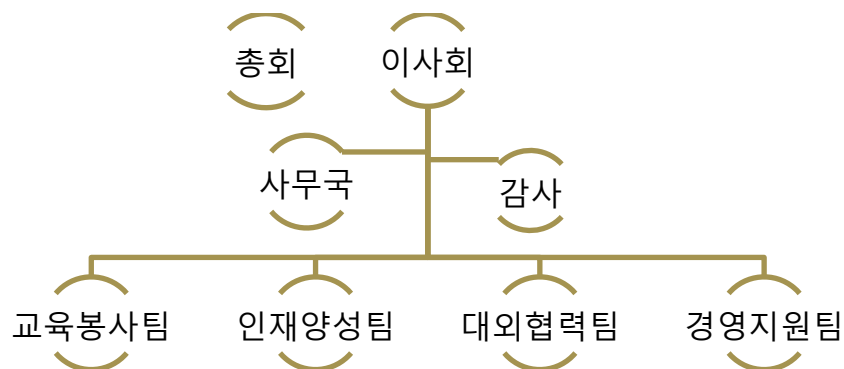 총회
이사회
사무국
감사
교육봉사팀
인재양성팀
대외협력팀
경영지원팀